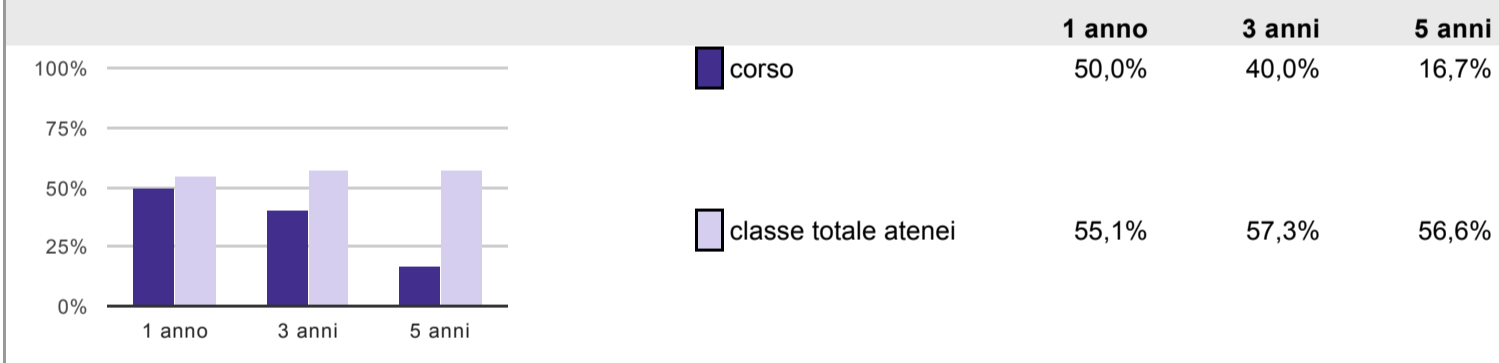 1 anno 3 anni 5 anni
100%
75%
50%
25%
0%
1 anno 3 anni 5 anni
corso 50,0% 40,0% 16,7%
classe totale atenei 55,1% 57,3% 56,6%